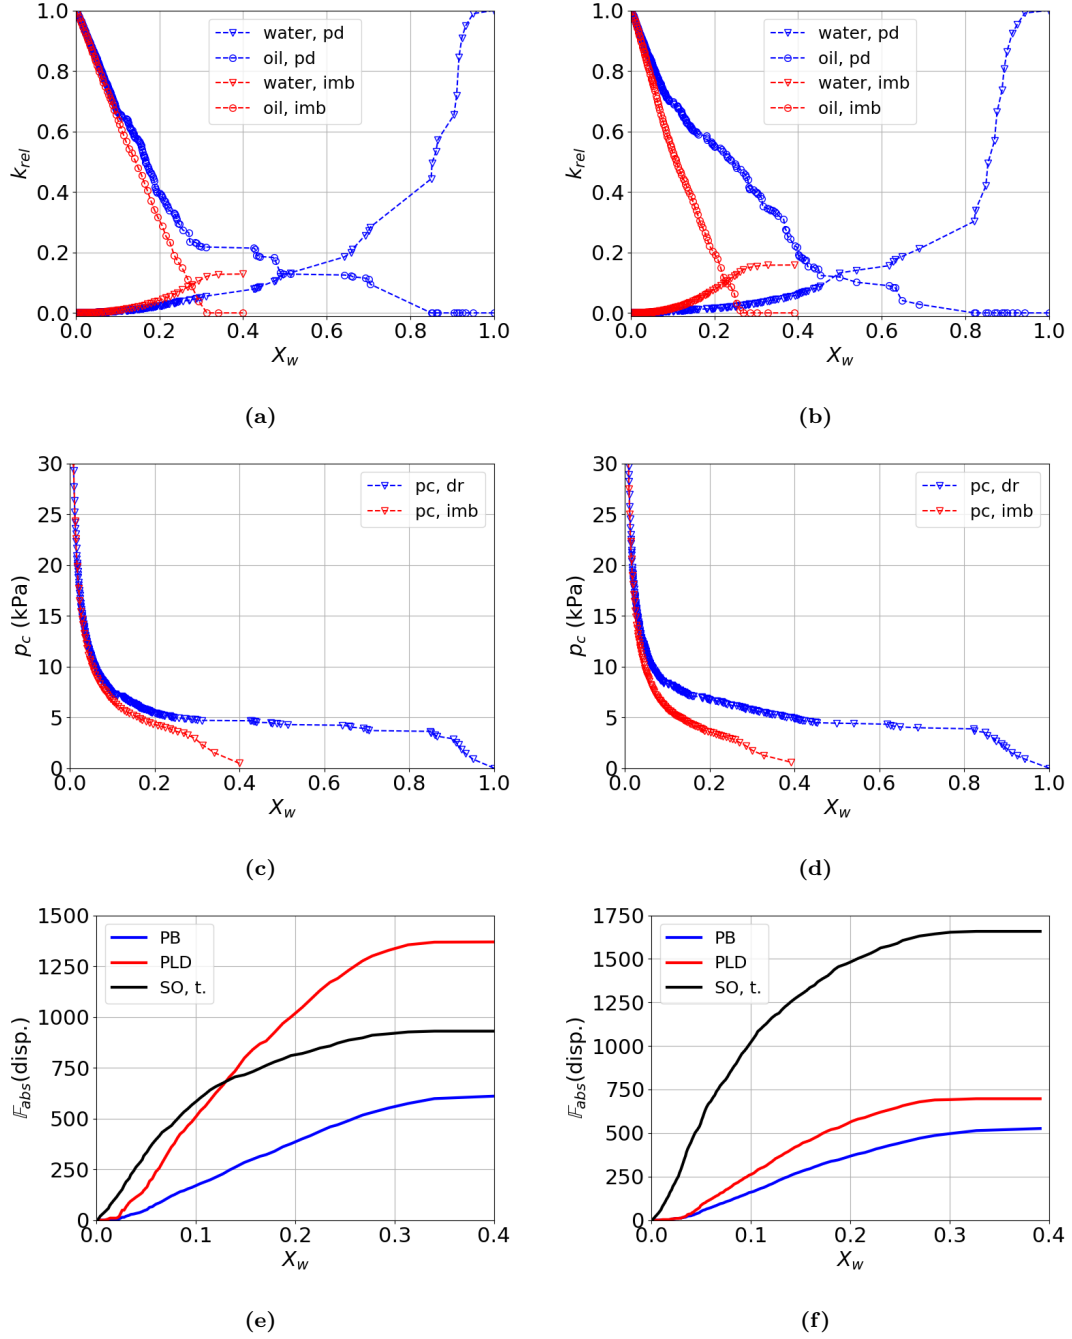 1.0
0.8
0.6
0.4
0.2
0.0
k_rel
water, pd
oil, pd
water, imb
oil, imb
0.0 0.2 0.4 0.6 0.8 1.0
X_w
(a)
1.0
0.8
0.6
0.4
0.2
0.0
k_rel
water, pd
oil, pd
water, imb
oil, imb
0.0 0.2 0.4 0.6 0.8 1.0
X_w
(b)
30
25
20
15
10
5
0
p_c (kPa)
pc, dr
pc, imb
0.0 0.2 0.4 0.6 0.8 1.0
X_w
(c)
30
25
20
15
10
5
0
p_c (kPa)
pc, dr
pc, imb
0.0 0.2 0.4 0.6 0.8 1.0
X_w
(d)
1500
1250
1000
750
500
250
0
𝔽_abs(disp.)
PB
PLD
SO, t.
0.0 0.1 0.2 0.3 0.4
X_w
(e)
1750
1500
1250
1000
750
500
250
0
𝔽_abs(disp.)
PB
PLD
SO, t.
0.0 0.1 0.2 0.3 0.4
X_w
(f)